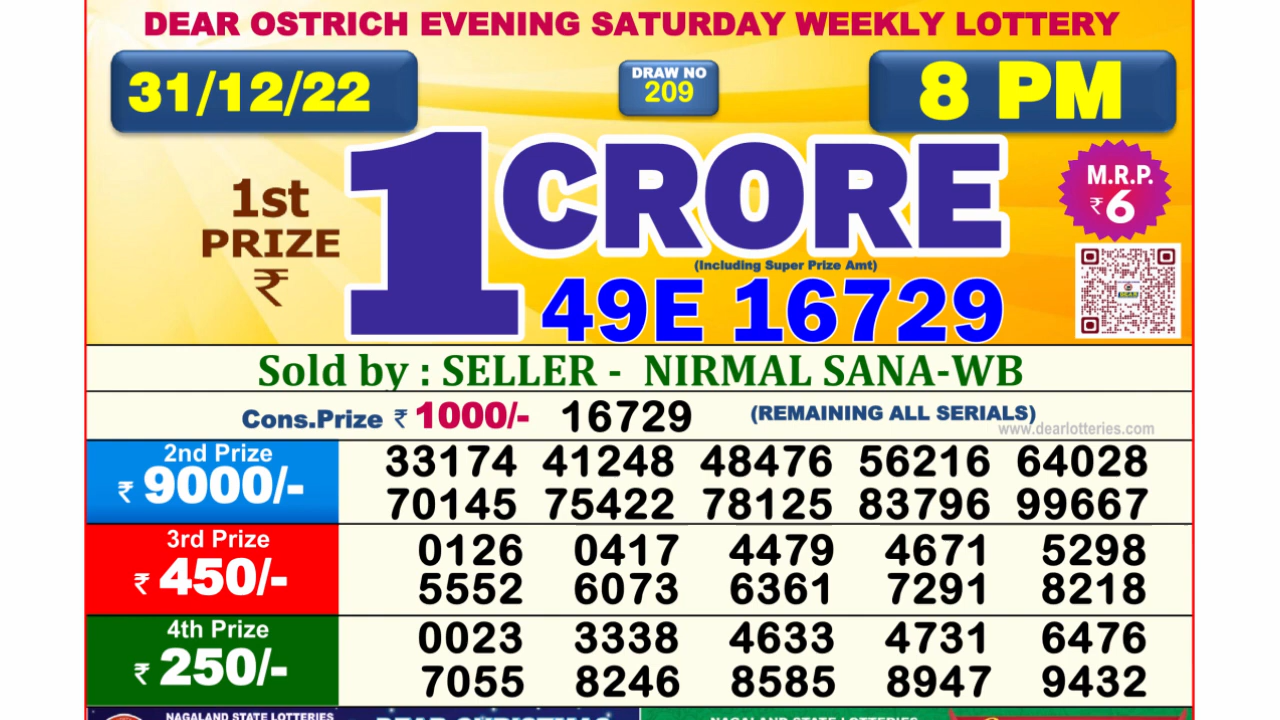 DEAR OSTRICH EVENING SATURDAY WEEKLY LOTTERY
31/12/22
DRAW NO
209
8 PM
1st
PRIZE
₹
1 CRORE
(Including Super Prize Amt)
49E 16729
M.R.P.
₹6
Sold by : SELLER - NIRMAL SANA-WB
Cons.Prize ₹ 1000/- 16729 (REMAINING ALL SERIALS)
www.dearlotteries.com
2nd Prize
₹ 9000/-
33174 41248 48476 56216 64028
70145 75422 78125 83796 99667
3rd Prize
₹ 450/-
0126 0417 4479 4671 5298
5552 6073 6361 7291 8218
4th Prize
₹ 250/-
0023 3338 4633 4731 6476
7055 8246 8585 8947 9432
NAGALAND STATE LOTTERIES
DEAR CHRISTMAS
NAGALAND STATE LOTTERIES